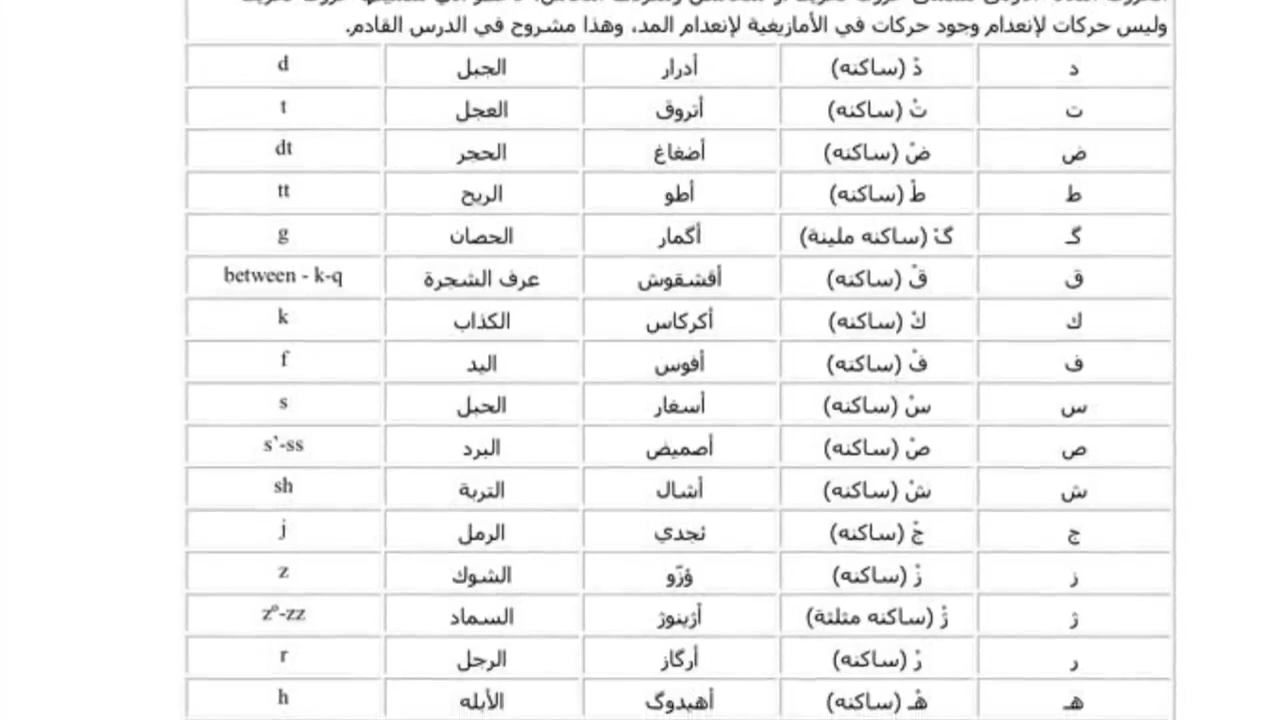 وليس حركات لإنعدام وجود حركات في الأمازيغية لإنعدام المد، وهذا مشروح في الدرس القادم.
د دْ (ساكنه) أدرار الجبل d
ت تْ (ساكنه) أتروق العجل t
ض ضْ (ساكنه) أضغاغ الحجر dt
ط طْ (ساكنه) أطو الريح tt
گـ گْ (ساكنه ملينة) أگمار الحصان g
ق قْ (ساكنه) أقشقوش عرف الشجرة between - k-q
ك كْ (ساكنه) أكركاس الكذاب k
ف فْ (ساكنه) أفوس اليد f
س سْ (ساكنه) أسغار الحبل s
ص صْ (ساكنه) أصميض البرد s’-ss
ش شْ (ساكنه) أشال التربة sh
ج جْ (ساكنه) ئجدي الرمل j
ز زْ (ساكنه) ؤزّو الشوك z
ژ ژْ (ساكنه مثلثة) أژينوژ السماد zº-zz
ر رْ (ساكنه) أرگاز الرجل r
هـ هْـ (ساكنه) أهيدوگ الأبله h